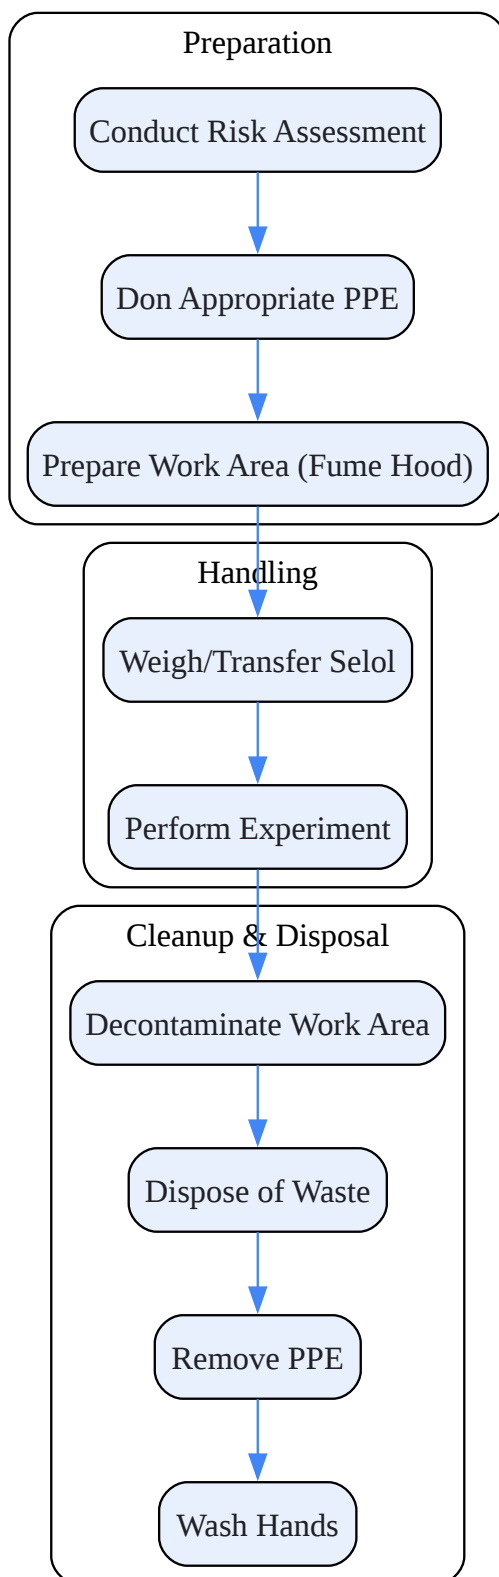 Preparation
Conduct Risk Assessment
Don Appropriate PPE
Prepare Work Area (Fume Hood)
Handling
Weigh/Transfer Selol
Perform Experiment
Cleanup & Disposal
Decontaminate Work Area
Dispose of Waste
Remove PPE
Wash Hands